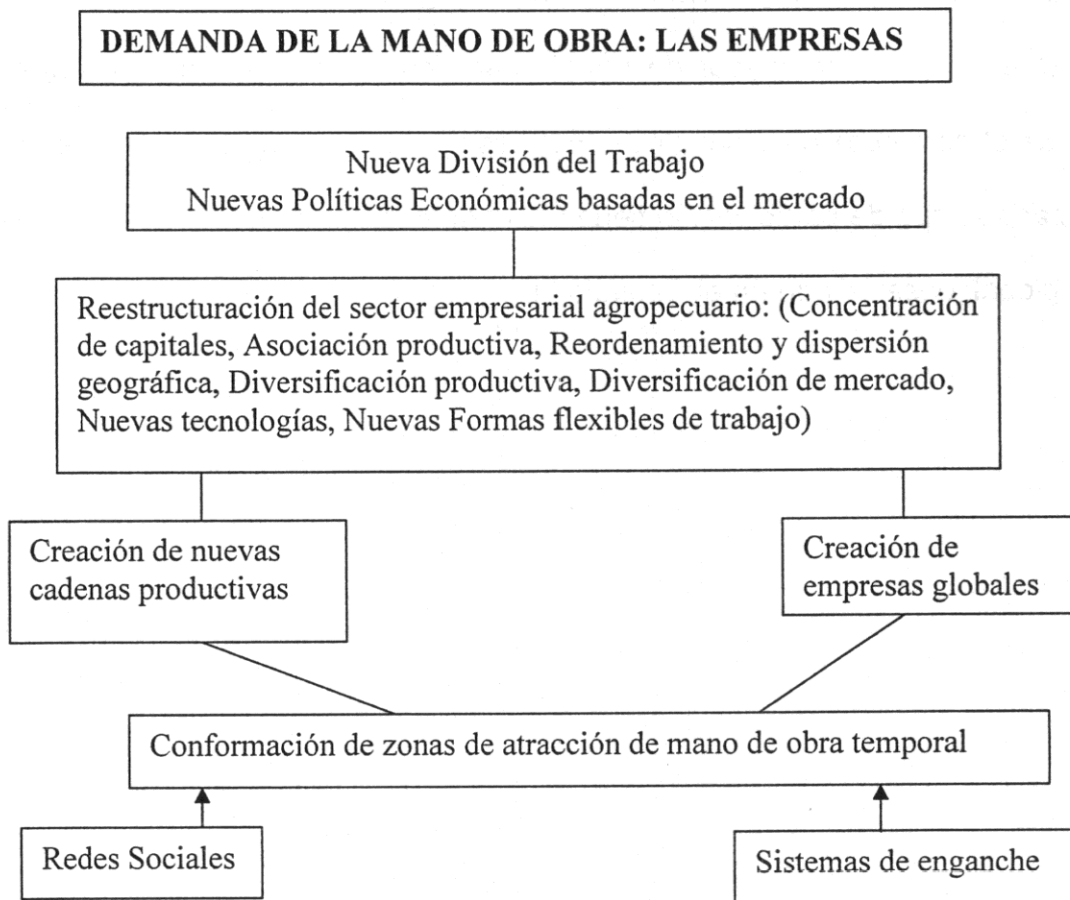 DEMANDA DE LA MANO DE OBRA: LAS EMPRESAS
Nueva División del Trabajo
Nuevas Políticas Económicas basadas en el mercado
Reestructuración del sector empresarial agropecuario: (Concentración
de capitales, Asociación productiva, Reordenamiento y dispersión
geográfica, Diversificación productiva, Diversificación de mercado,
Nuevas tecnologías, Nuevas Formas flexibles de trabajo)
Creación de nuevas
cadenas productivas
Creación de
empresas globales
Conformación de zonas de atracción de mano de obra temporal
Redes Sociales
Sistemas de enganche